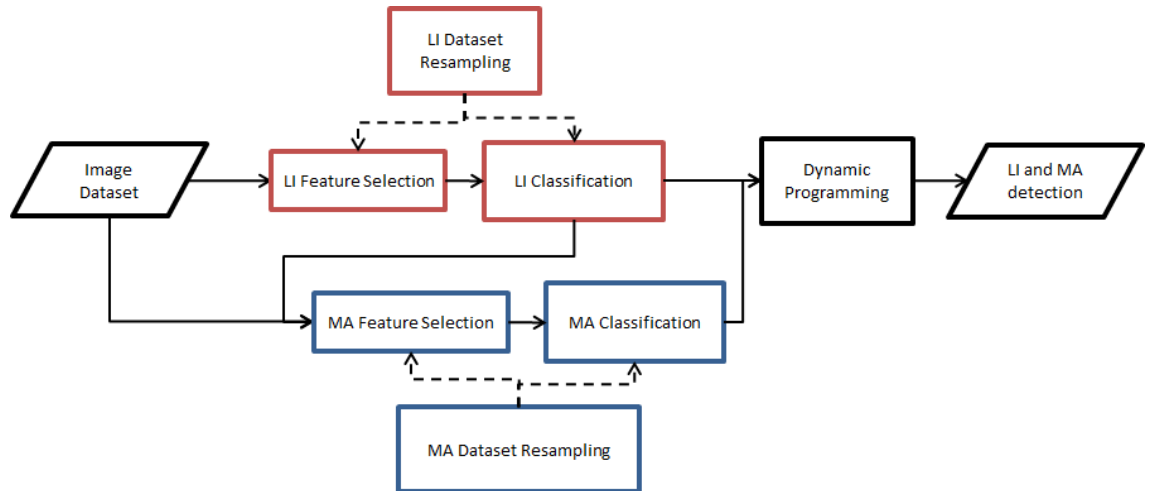 LI Dataset
Resampling
Image
Dataset
LI Feature Selection
LI Classification
Dynamic
Programming
LI and MA
detection
MA Feature Selection
MA Classification
MA Dataset Resampling